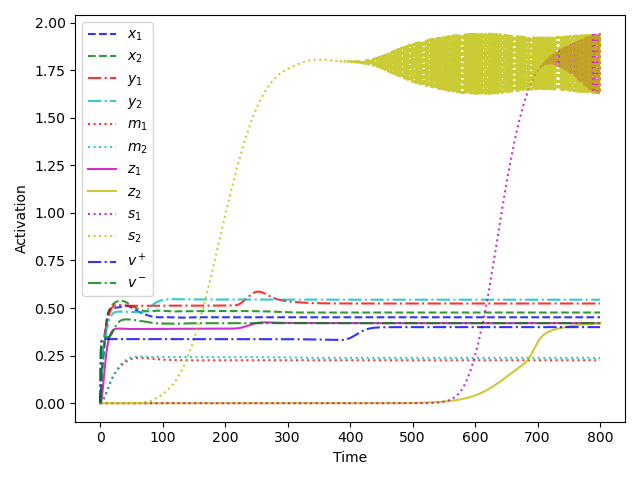 2.00
1.75
1.50
1.25
1.00
0.75
0.50
0.25
0.00
Activation
x₁
x₂
y₁
y₂
m₁
m₂
z₁
z₂
s₁
s₂
v⁺
v⁻
0 100 200 300 400 500 600 700 800
Time